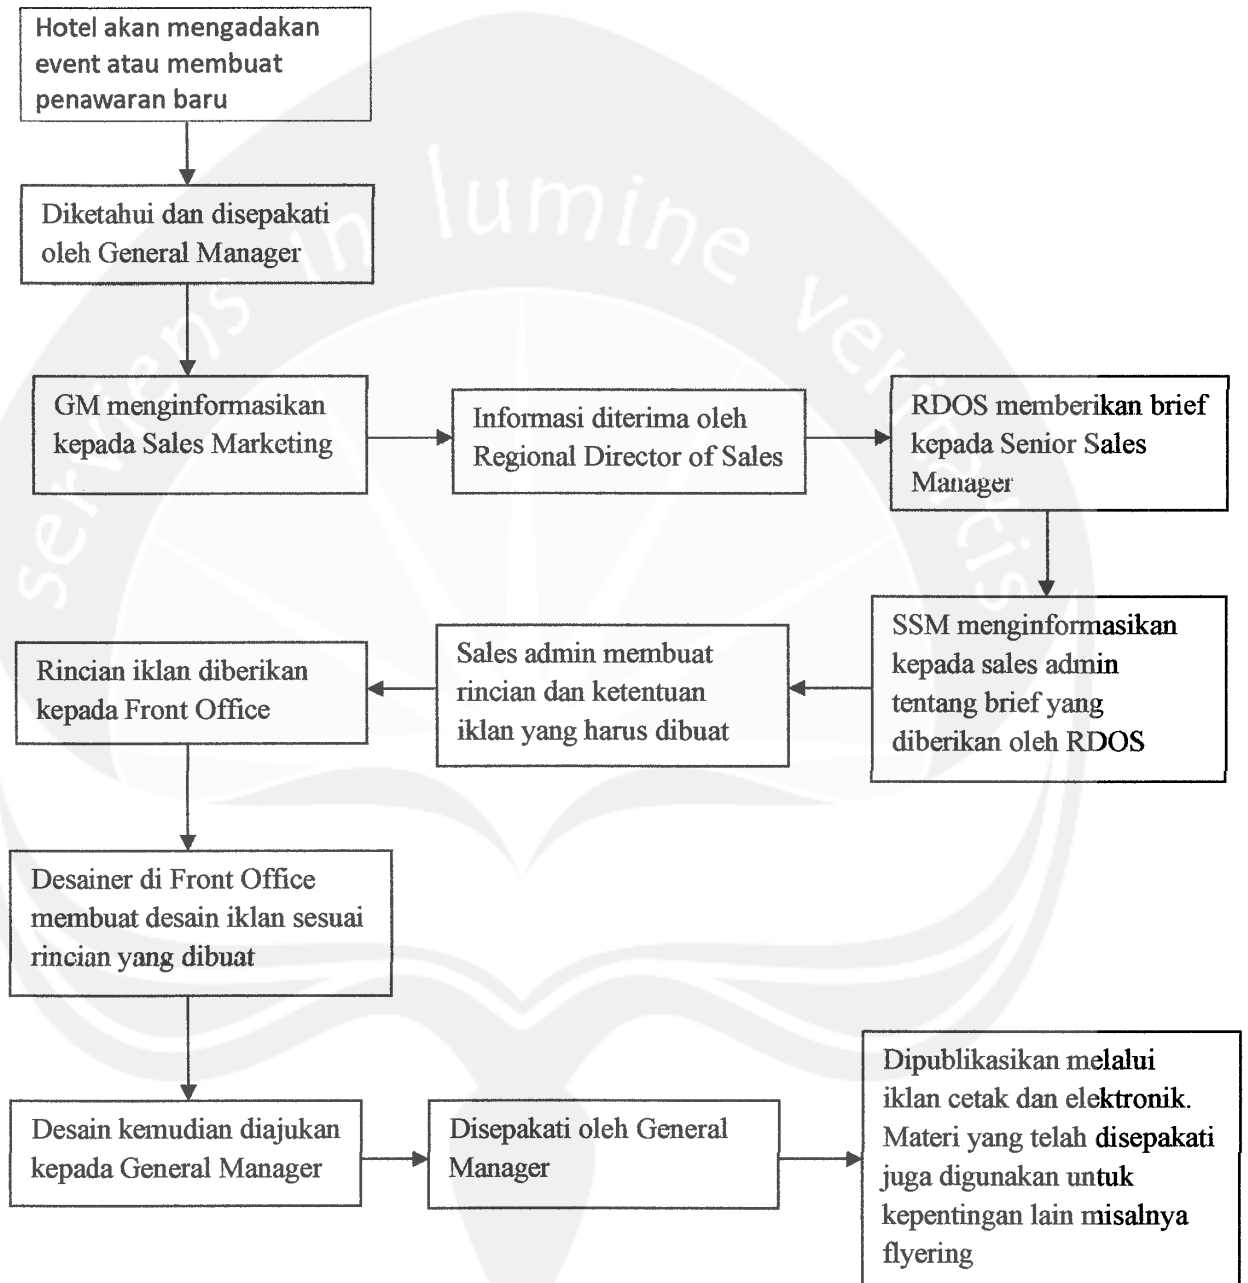 Hotel akan mengadakan
event atau membuat
penawaran baru
Diketahui dan disepakati
oleh General Manager
GM menginformasikan
kepada Sales Marketing
Informasi diterima oleh
Regional Director of Sales
RDOS memberikan brief
kepada Senior Sales
Manager
SSM menginformasikan
kepada sales admin
tentang brief yang
diberikan oleh RDOS
Sales admin membuat
rincian dan ketentuan
iklan yang harus dibuat
Rincian iklan diberikan
kepada Front Office
Desainer di Front Office
membuat desain iklan sesuai
rincian yang dibuat
Desain kemudian diajukan
kepada General Manager
Disepakati oleh General
Manager
Dipublikasikan melalui
iklan cetak dan elektronik.
Materi yang telah disepakati
juga digunakan untuk
kepentingan lain misalnya
flyering
serviens in lumine veritatis